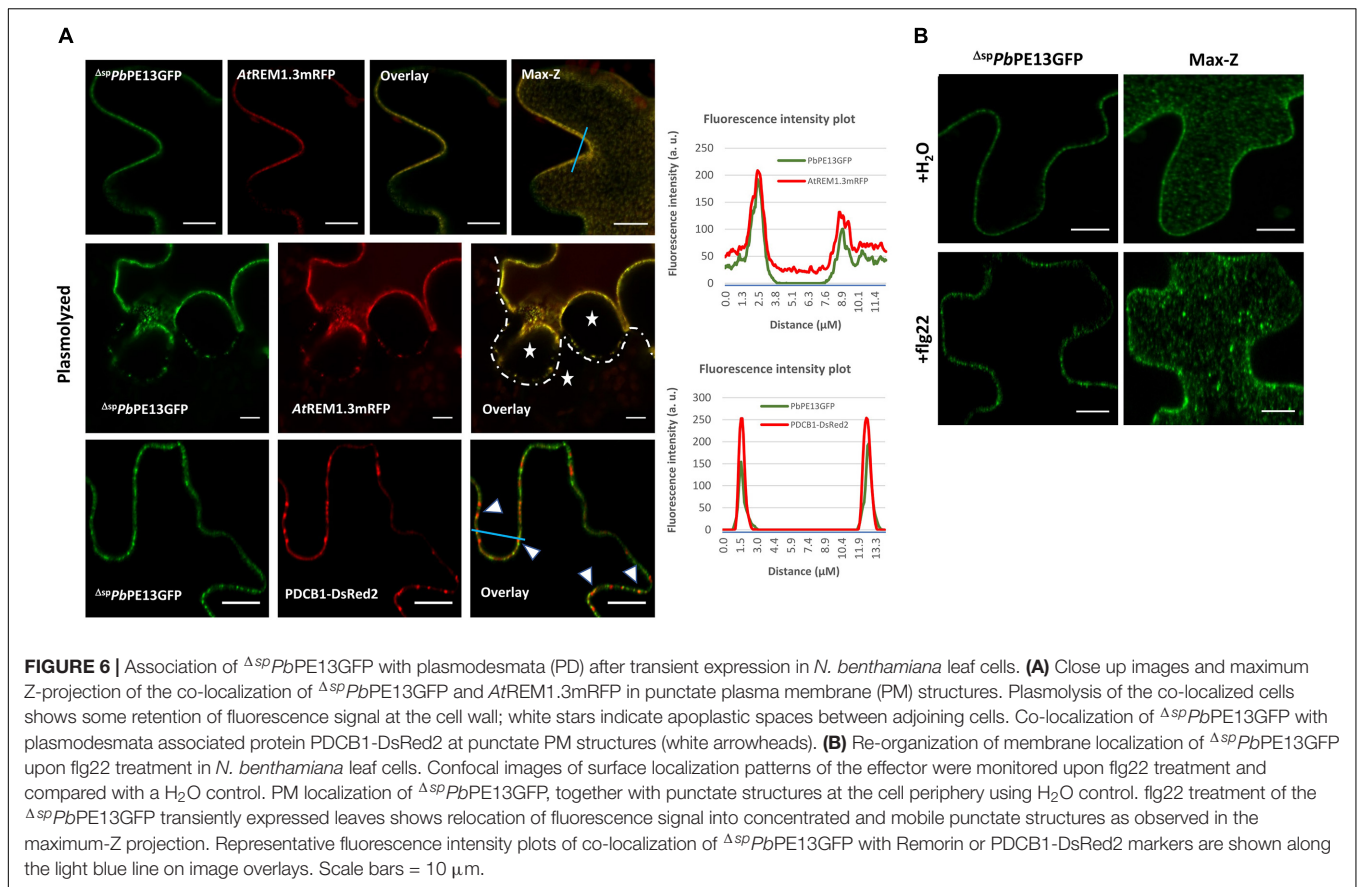 A
B
ΔspPbPE13GFP
AtREM1.3mRFP
Overlay
Max-Z
Fluorescence intensity plot
Fluorescence intensity (a. u.)
250
200
150
100
50
0
PbPE13GFP
AtREM1.3mRFP
0.0
1.3
2.5
3.8
5.1
6.3
7.6
8.9
10.1
11.4
Distance (µM)
Plasmolyzed
ΔspPbPE13GFP
AtREM1.3mRFP
Overlay
ΔspPbPE13GFP
PDCB1-DsRed2
Overlay
Fluorescence intensity plot
Fluorescence intensity (a. u.)
300
250
200
150
100
50
0
PbPE13GFP
PDCB1-DsRed2
0.0
1.5
3.0
4.4
5.9
7.4
8.9
10.4
11.9
13.3
Distance (µM)
ΔspPbPE13GFP
Max-Z
+H2O
+flg22
FIGURE 6 | Association of ΔspPbPE13GFP with plasmodesmata (PD) after transient expression in N. benthamiana leaf cells. (A) Close up images and maximum
Z-projection of the co-localization of ΔspPbPE13GFP and AtREM1.3mRFP in punctate plasma membrane (PM) structures. Plasmolysis of the co-localized cells
shows some retention of fluorescence signal at the cell wall; white stars indicate apoplastic spaces between adjoining cells. Co-localization of ΔspPbPE13GFP with
plasmodesmata associated protein PDCB1-DsRed2 at punctate PM structures (white arrowheads). (B) Re-organization of membrane localization of ΔspPbPE13GFP
upon flg22 treatment in N. benthamiana leaf cells. Confocal images of surface localization patterns of the effector were monitored upon flg22 treatment and
compared with a H2O control. PM localization of ΔspPbPE13GFP, together with punctate structures at the cell periphery using H2O control. flg22 treatment of the
ΔspPbPE13GFP transiently expressed leaves shows relocation of fluorescence signal into concentrated and mobile punctate structures as observed in the
maximum-Z projection. Representative fluorescence intensity plots of co-localization of ΔspPbPE13GFP with Remorin or PDCB1-DsRed2 markers are shown along
the light blue line on image overlays. Scale bars = 10 µm.